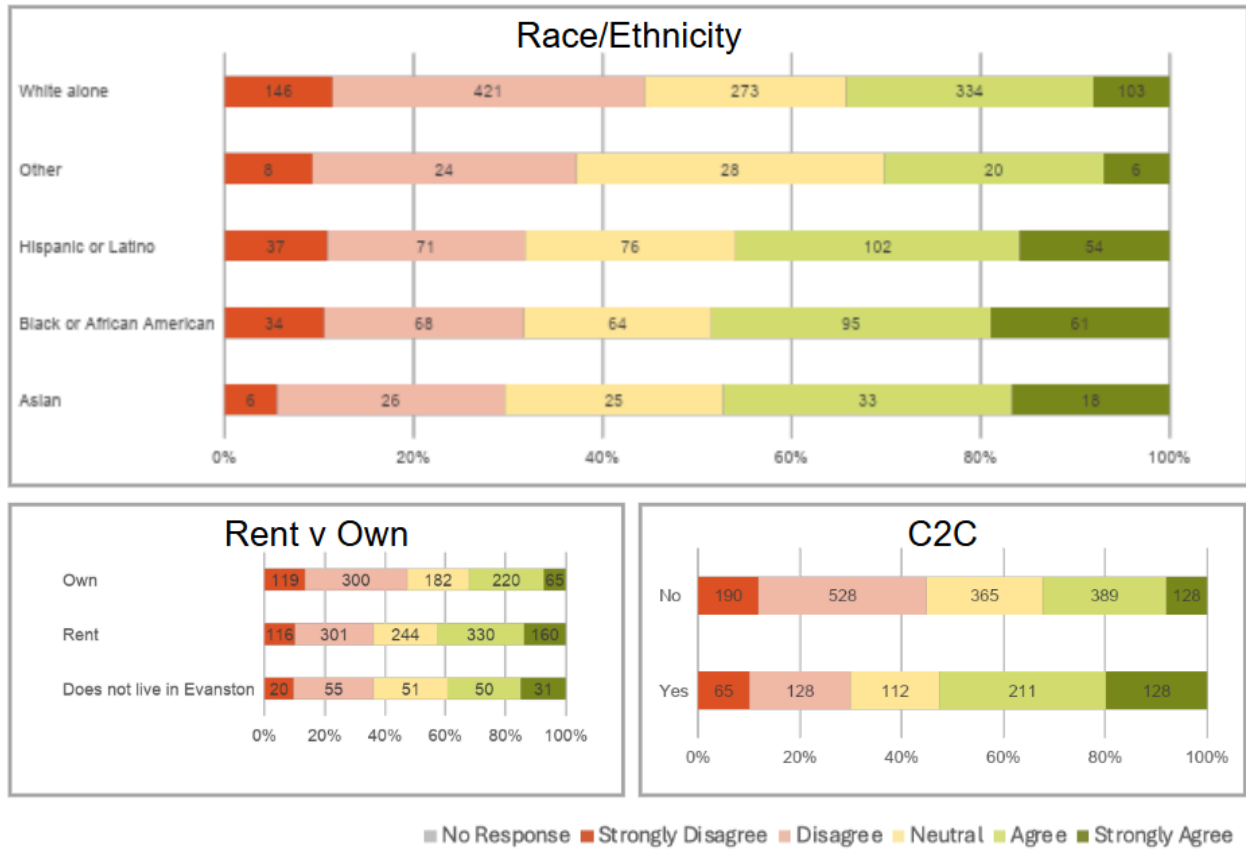 Race/Ethnicity
White alone 146 421 273 334 103
Other 8 24 28 20 6
Hispanic or Latino 37 71 76 102 54
Black or African American 34 68 64 95 61
Asian 6 26 25 33 18
0% 20% 40% 60% 80% 100%
Rent v Own
Own 119 300 182 220 65
Rent 116 301 244 330 160
Does not live in Evanston 20 55 51 50 31
0% 20% 40% 60% 80% 100%
C2C
No 190 528 365 389 128
Yes 65 128 112 211 128
0% 20% 40% 60% 80% 100%
No Response Strongly Disagree Disagree Neutral Agree Strongly Agree